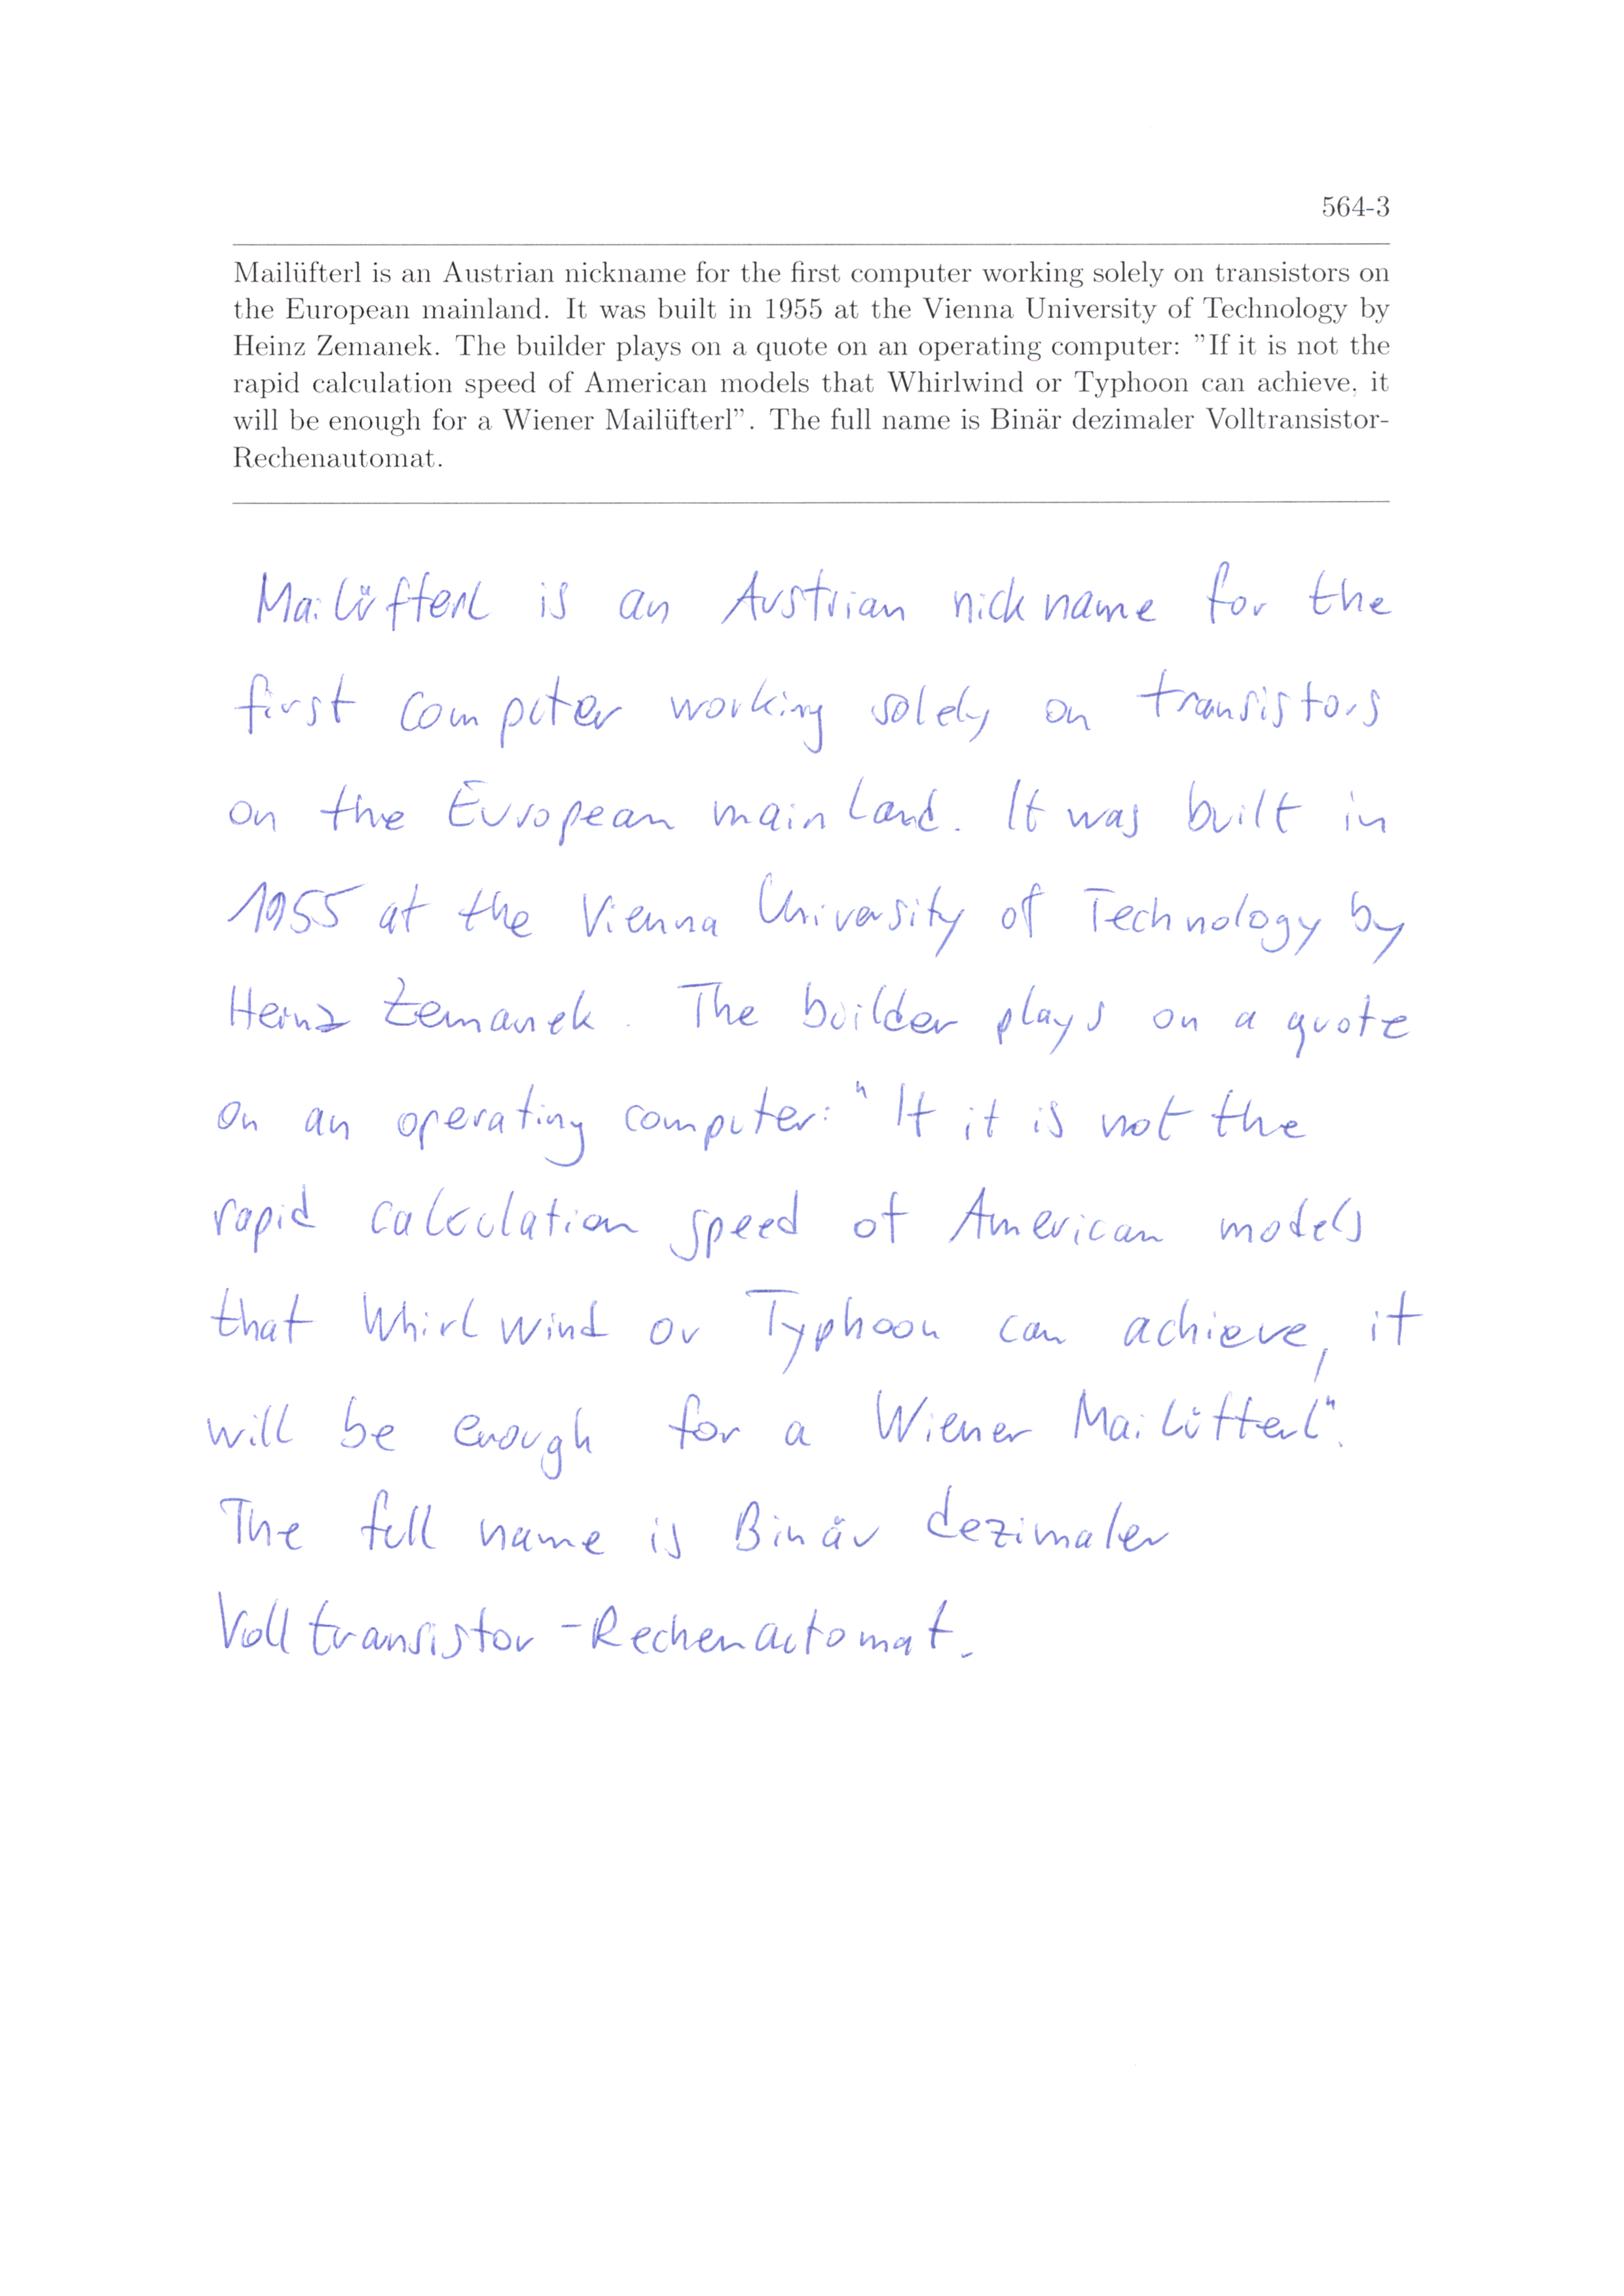 564-3
Mailüfterl is an Austrian nickname for the first computer working solely on transistors on
the European mainland. It was built in 1955 at the Vienna University of Technology by
Heinz Zemanek. The builder plays on a quote on an operating computer: ”If it is not the
rapid calculation speed of American models that Whirlwind or Typhoon can achieve, it
will be enough for a Wiener Mailüfterl”. The full name is Binär dezimaler Volltransistor-
Rechenautomat.
Mailüfterl is an Austrian nickname for the
first computer working solely on transistors
on the European mainland. It was built in
1955 at the Vienna University of Technology by
Heinz Zemanek. The builder plays on a quote
on an operating computer: "If it is not the
rapid calculation speed of American models
that Whirlwind or Typhoon can achieve, it
will be enough for a Wiener Mailüfterl".
The full name is Binär dezimaler
Volltransistor-Rechenautomat.